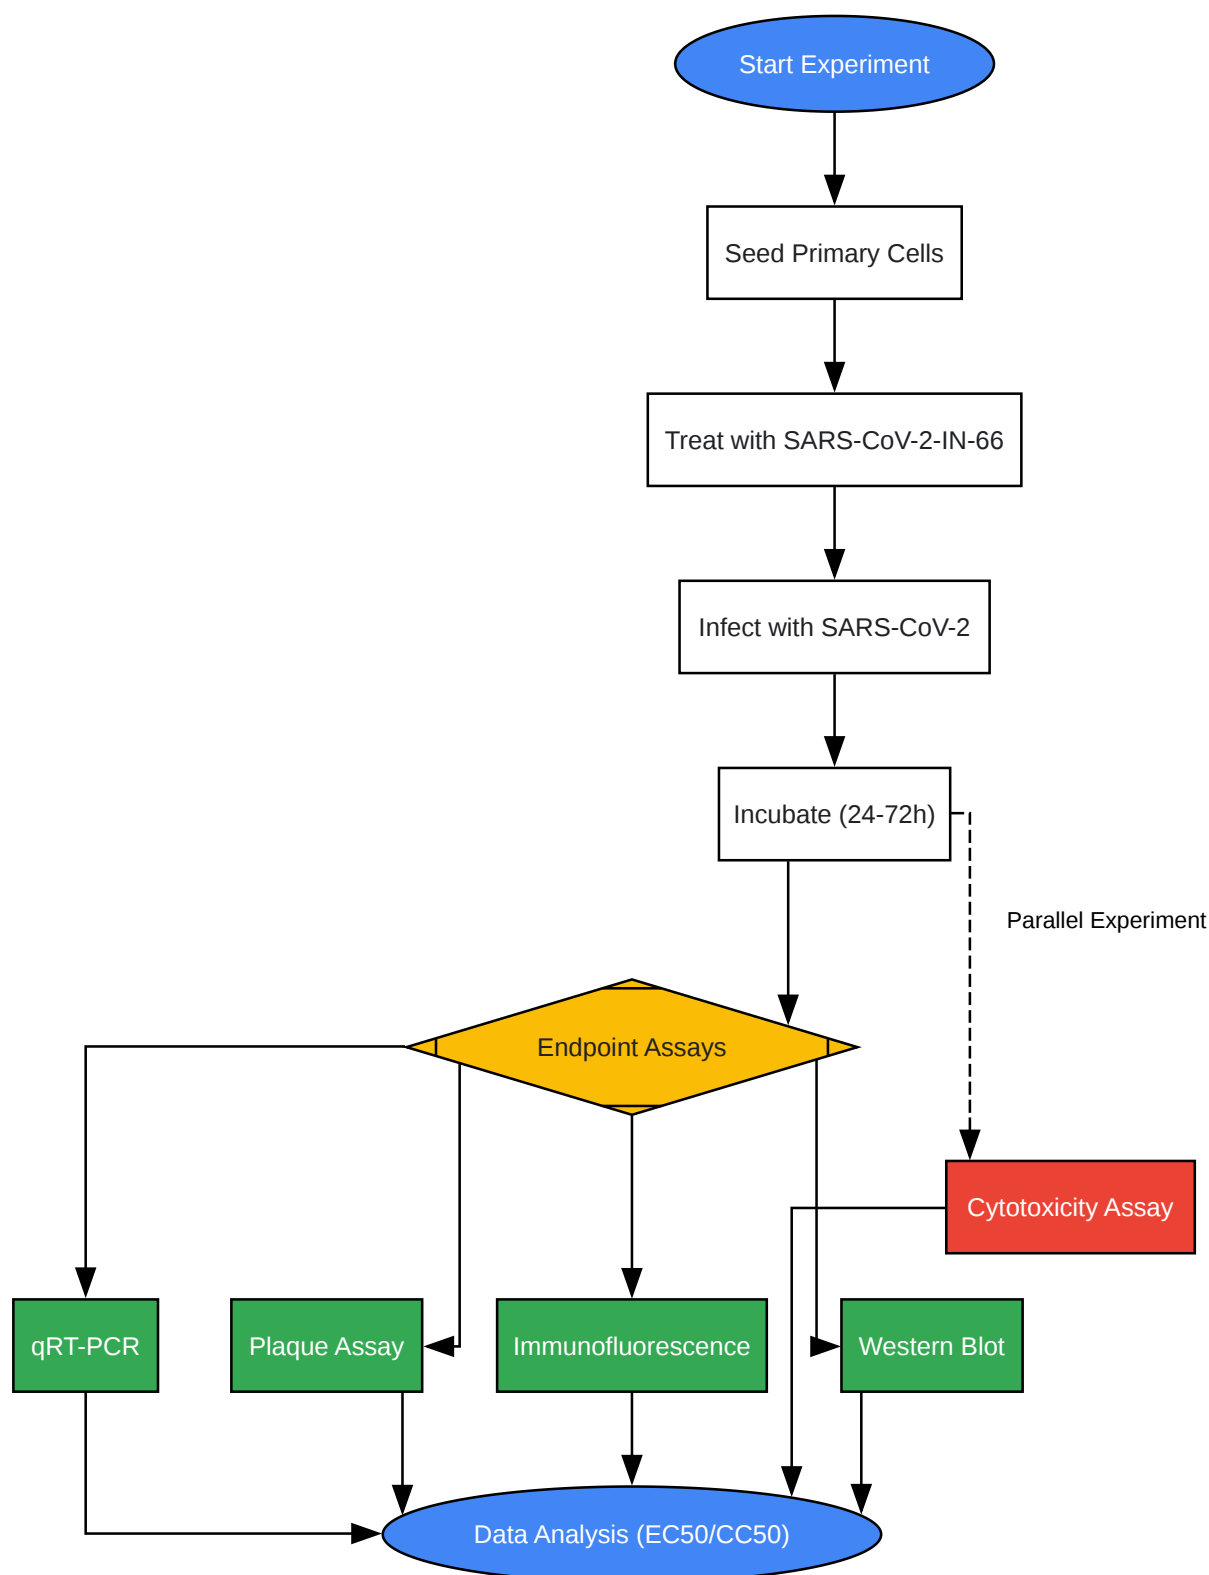 Start Experiment
Seed Primary Cells
Treat with SARS-CoV-2-IN-66
Infect with SARS-CoV-2
Incubate (24-72h)
Parallel Experiment
Endpoint Assays
Cytotoxicity Assay
qRT-PCR
Plaque Assay
Immunofluorescence
Western Blot
Data Analysis (EC50/CC50)